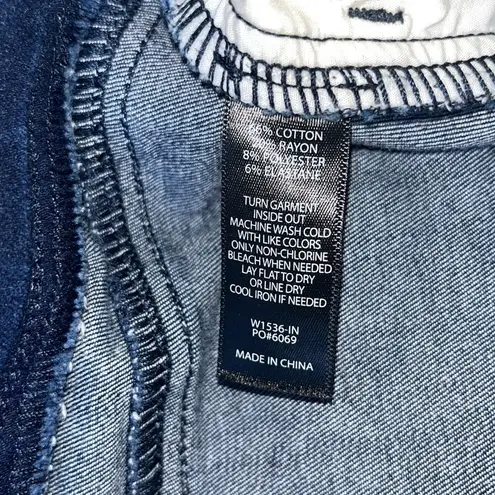 COTTON
RAYON
8% POLYESTER
6% ELASTANE
TURN GARMENT
INSIDE OUT
MACHINE WASH COLD
WITH LIKE COLORS
ONLY NON-CHLORINE
BLEACH WHEN NEEDED
LAY FLAT TO DRY
OR LINE DRY
COOL IRON IF NEEDED
W1536-IN
PO#6069
MADE IN CHINA